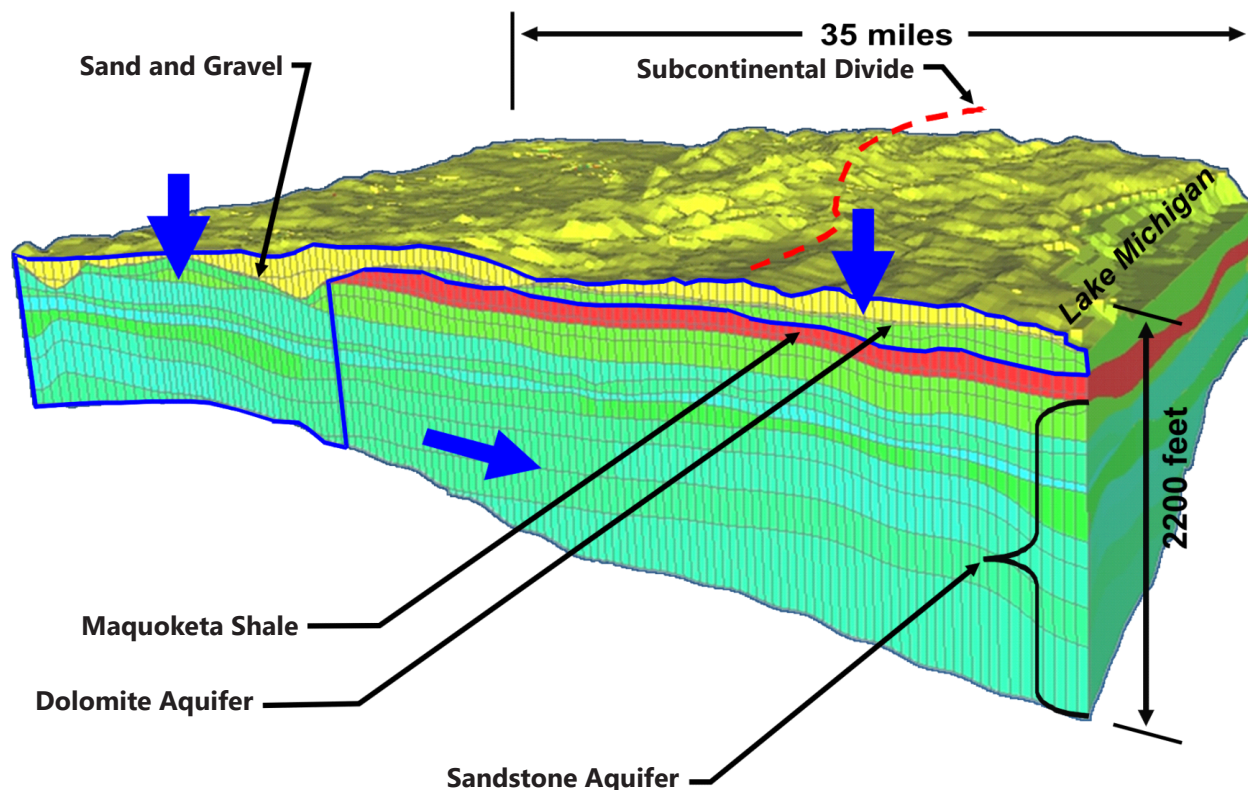 35 miles
Sand and Gravel
Subcontinental Divide
Lake Michigan
2200 feet
Maquoketa Shale
Dolomite Aquifer
Sandstone Aquifer